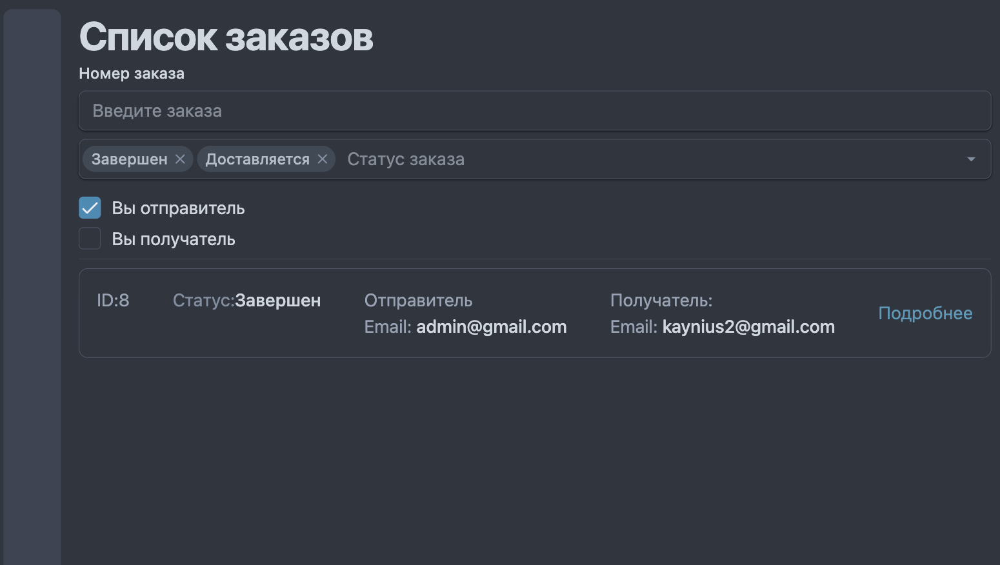 Список заказов
Номер заказа
Введите заказа
Завершен Доставляется Статус заказа
Вы отправитель
Вы получатель
ID:8 Статус:Завершен Отправитель Получатель:
Email: admin@gmail.com Email: kaynius2@gmail.com
Подробнее